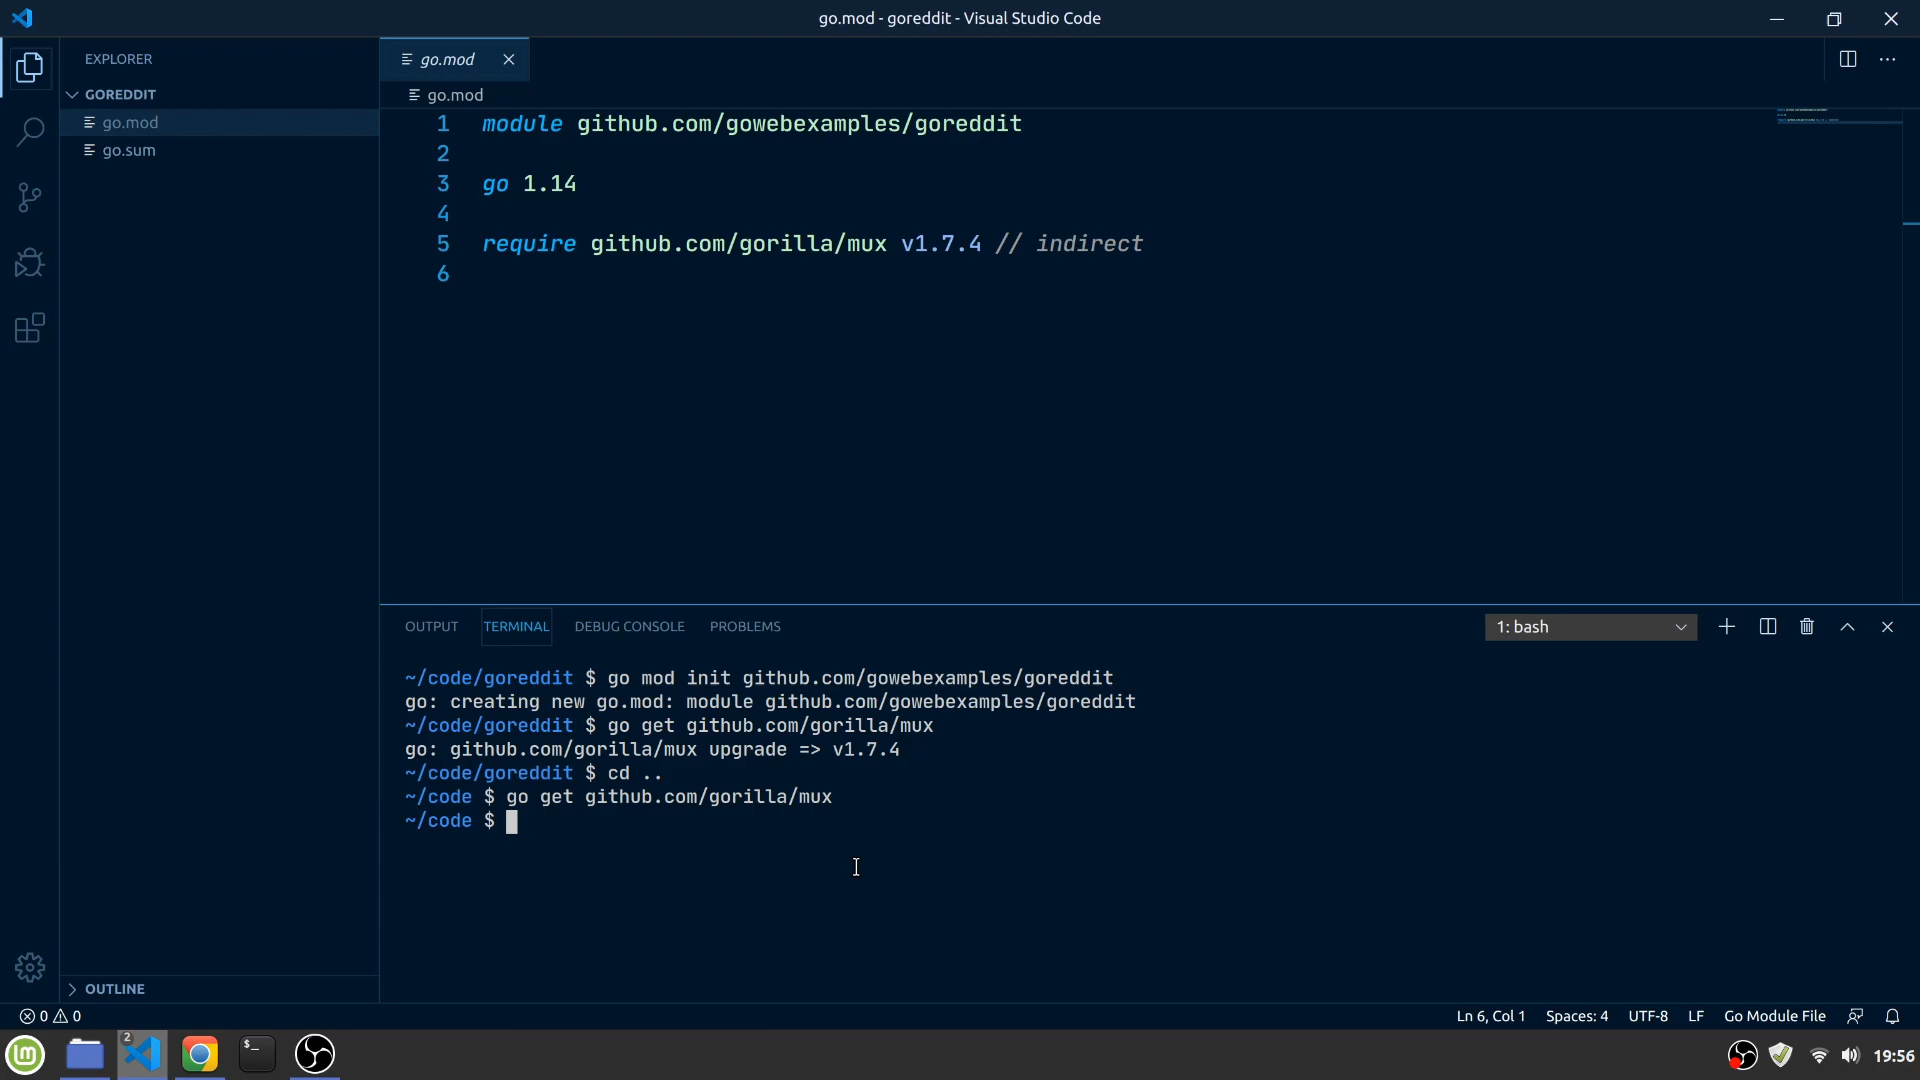 go.mod - goreddit - Visual Studio Code
EXPLORER
GOREDDIT
go.mod
go.sum
go.mod
go.mod
1 module github.com/gowebexamples/goreddit
2
3 go 1.14
4
5 require github.com/gorilla/mux v1.7.4 // indirect
6
OUTPUT TERMINAL DEBUG CONSOLE PROBLEMS
1: bash
~/code/goreddit $ go mod init github.com/gowebexamples/goreddit
go: creating new go.mod: module github.com/gowebexamples/goreddit
~/code/goreddit $ go get github.com/gorilla/mux
go: github.com/gorilla/mux upgrade => v1.7.4
~/code/goreddit $ cd ..
~/code $ go get github.com/gorilla/mux
~/code $
OUTLINE
0 0
Ln 6, Col 1 Spaces: 4 UTF-8 LF Go Module File
2
$_
19:56